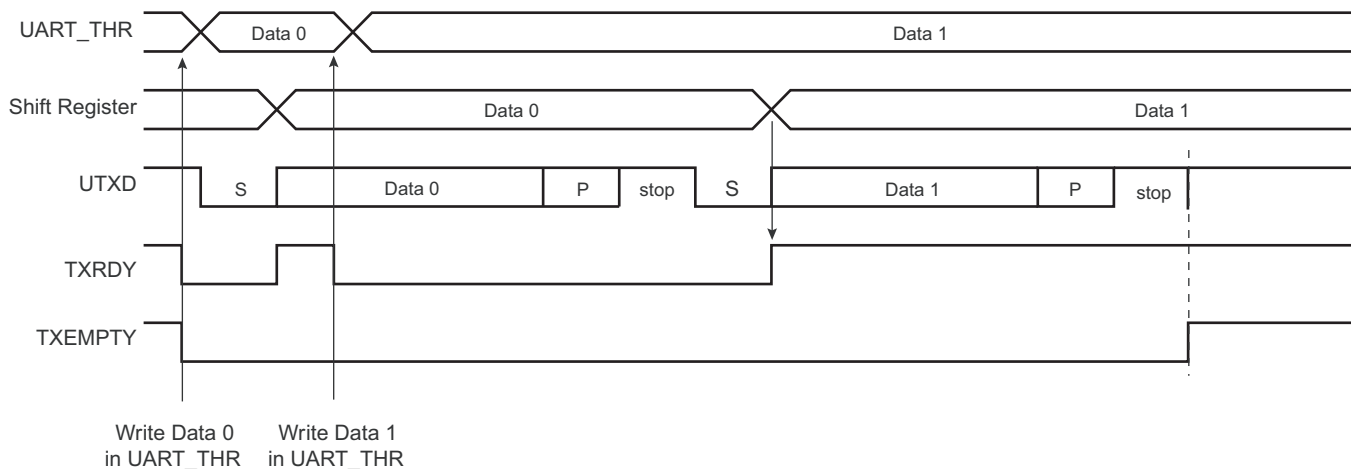 UART_THR
Data 0
Data 1
Shift Register
Data 0
Data 1
UTXD
S
Data 0
P
stop
S
Data 1
P
stop
TXRDY
TXEMPTY
Write Data 0
in UART_THR
Write Data 1
in UART_THR